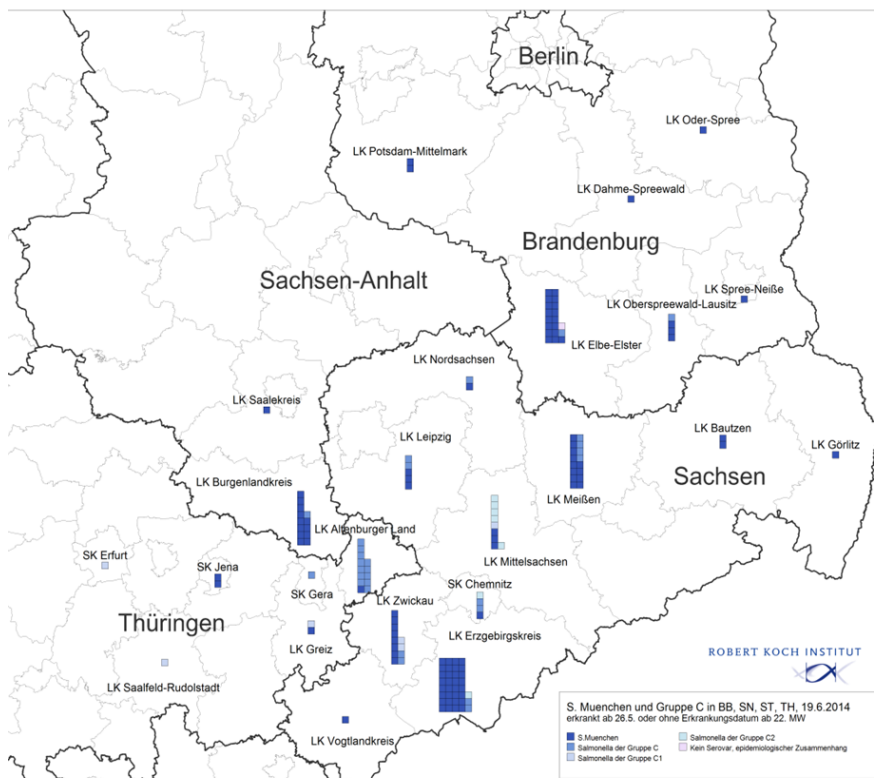 Berlin
LK Oder-Spree
LK Potsdam-Mittelmark
LK Dahme-Spreewald
Brandenburg
Sachsen-Anhalt
LK Spree-Neiße
LK Oberspreewald-Lausitz
LK Elbe-Elster
LK Nordsachsen
LK Saalekreis
LK Bautzen
LK Leipzig
LK Görlitz
Sachsen
LK Burgenlandkreis
LK Meißen
LK Altenburger Land
SK Erfurt
LK Mittelsachsen
SK Jena
SK Chemnitz
SK Gera
LK Zwickau
Thüringen
LK Erzgebirgskreis
LK Greiz
LK Saalfeld-Rudolstadt
LK Vogtlandkreis
ROBERT KOCH INSTITUT
S. Muenchen und Gruppe C in BB, SN, ST, TH, 19.6.2014
erkrankt ab 26.5. oder ohne Erkrankungsdatum ab 22. MW
S.Muenchen
Salmonella der Gruppe C
Salmonella der Gruppe C1
Salmonella der Gruppe C2
Kein Serovar, epidemiologischer Zusammenhang